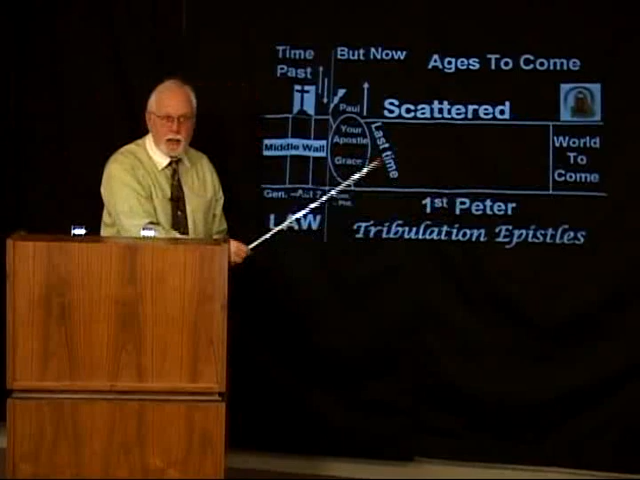 Time
Past
But Now
Ages To Come
Paul
Scattered
Your
Apostle
Grace
Last time
Middle Wall
World
To
Come
Gen.
LAW
1st Peter
Tribulation Epistles